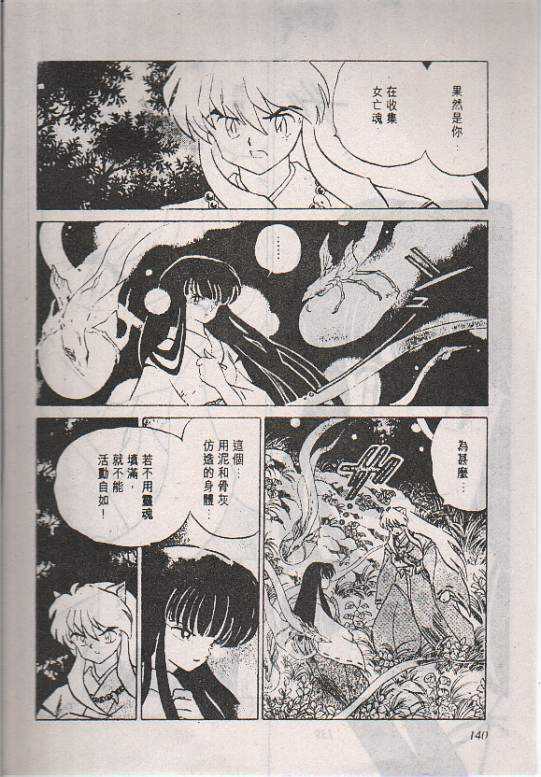 果然是你…
在收集
女亡魂
……
為甚麼…
這個…
用泥和骨灰
仿造的身體…
若不用靈魂
填滿，
就不能
活動自如！
140